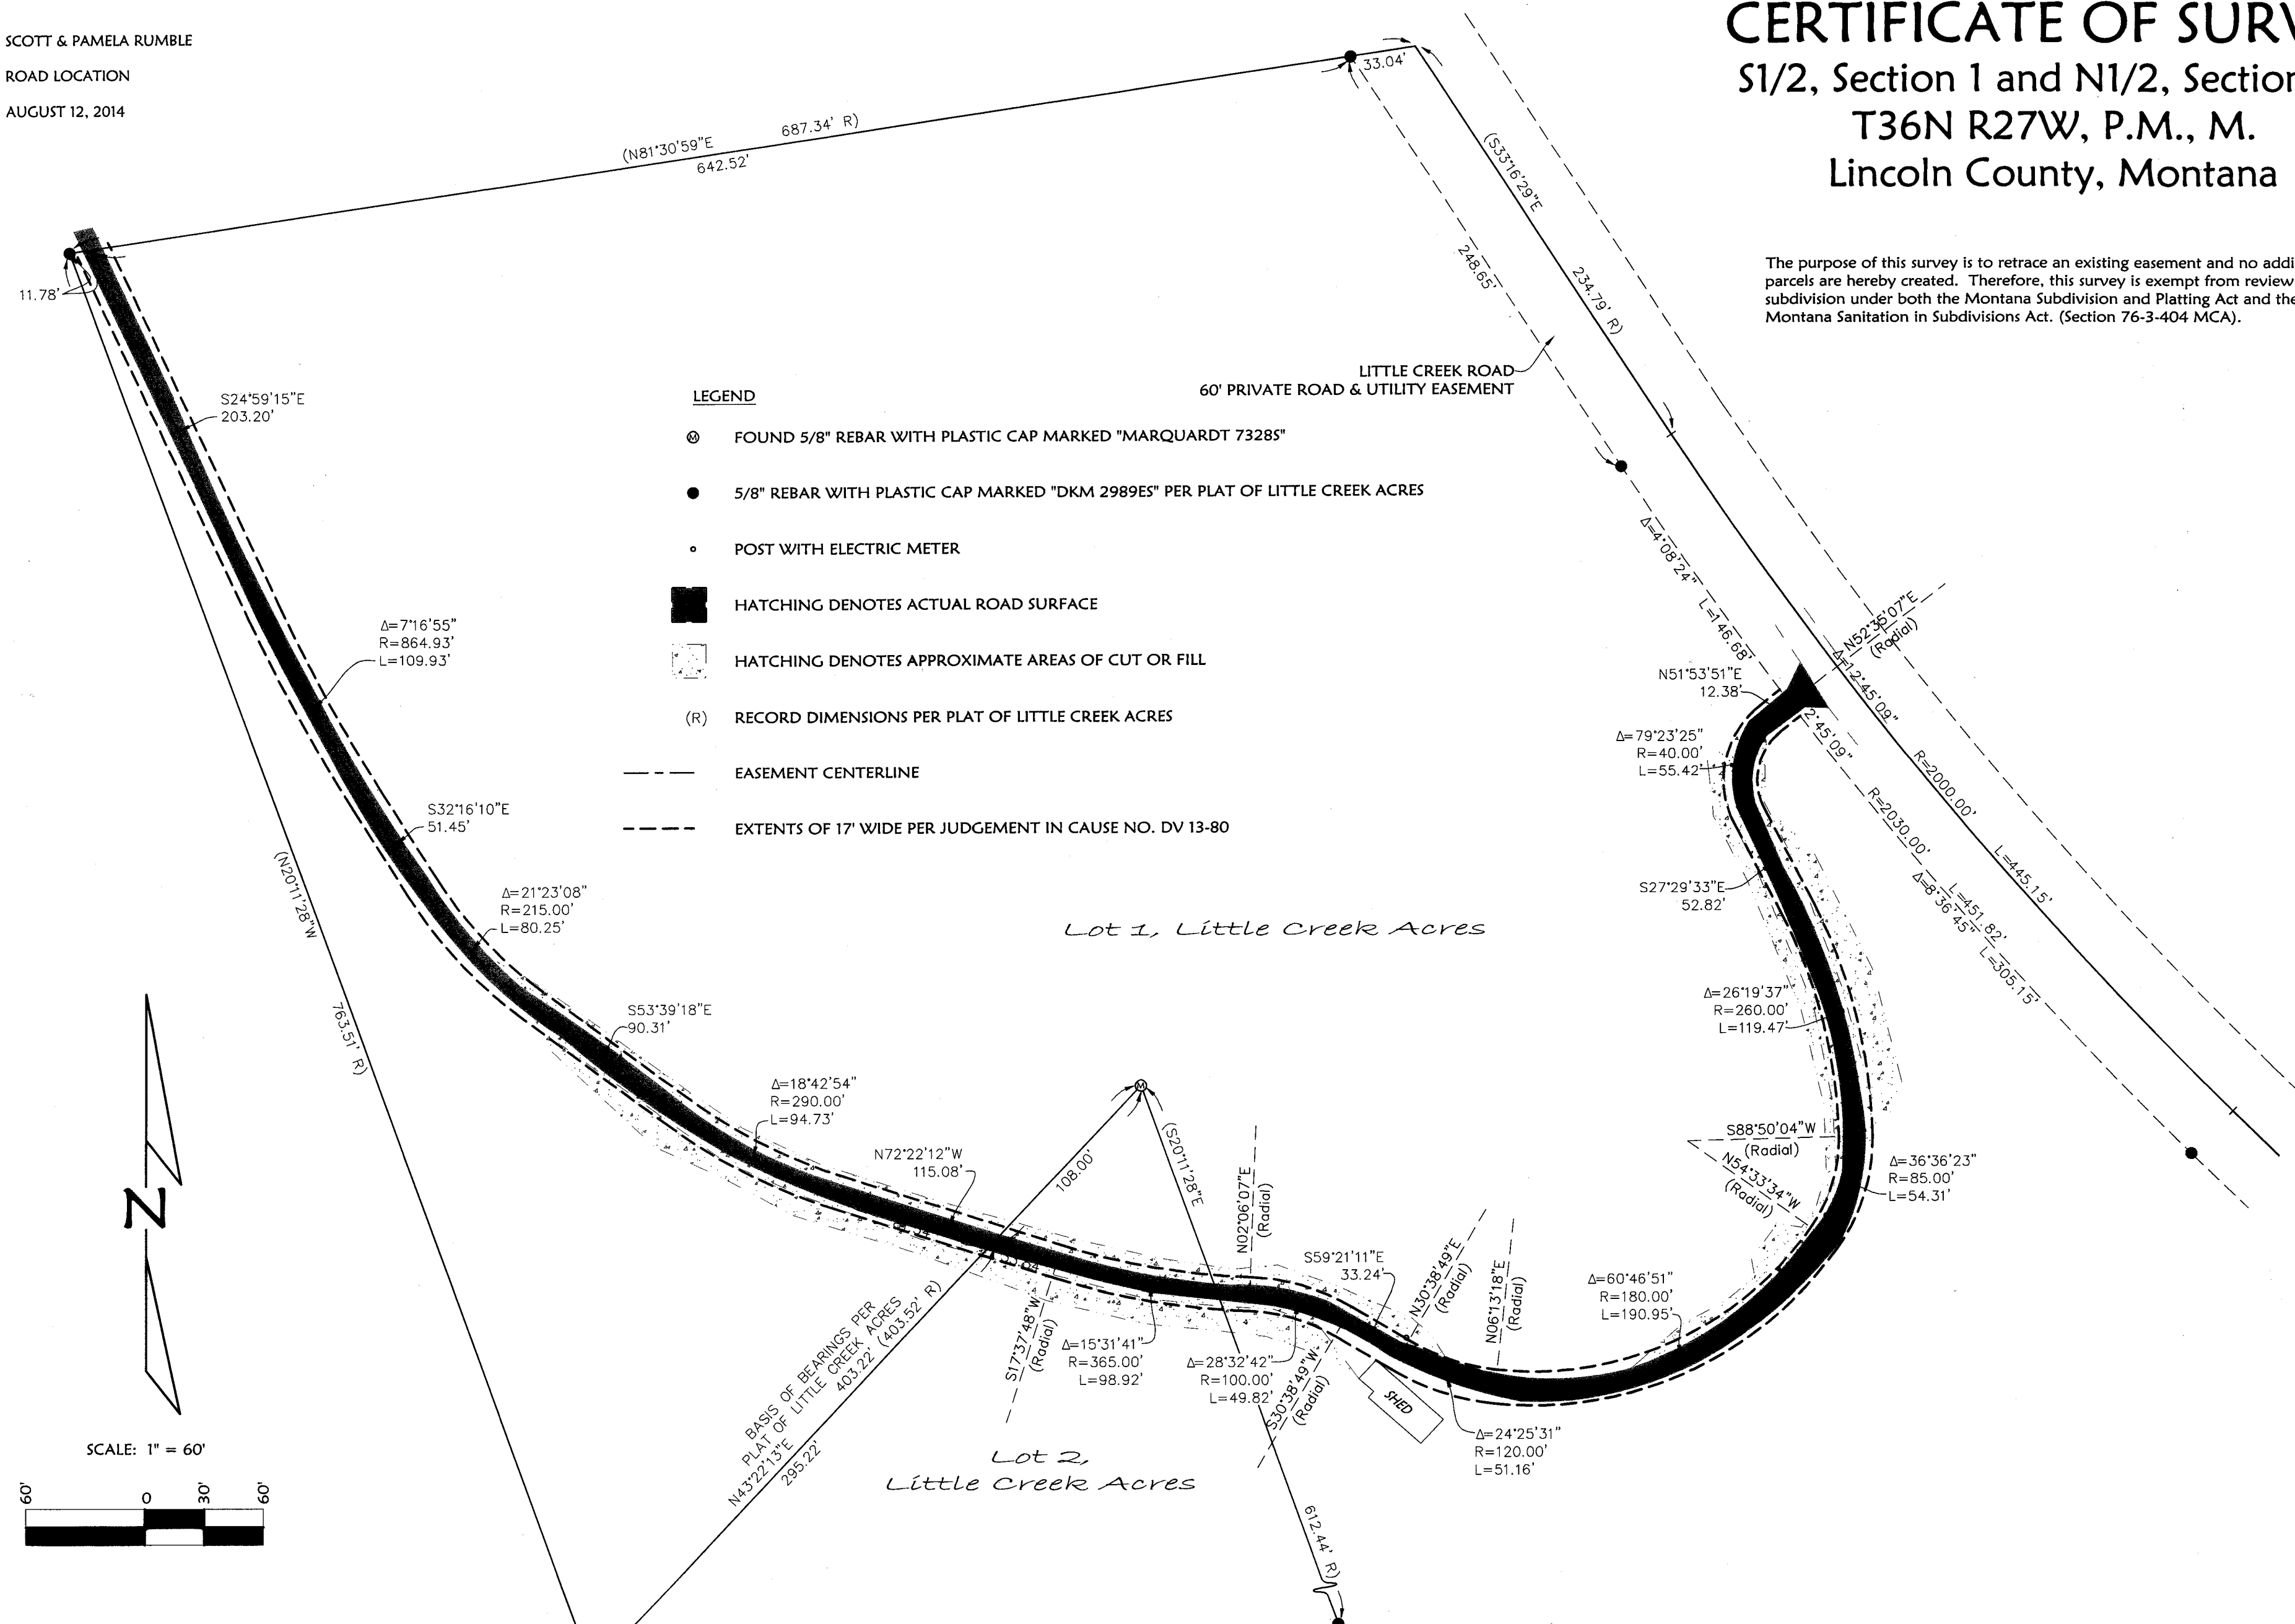 SCOTT & PAMELA RUMBLE
ROAD LOCATION
AUGUST 12, 2014
CERTIFICATE OF SURV
S1/2, Section 1 and N1/2, Section
T36N R27W, P.M., M.
Lincoln County, Montana
The purpose of this survey is to retrace an existing easement and no addi
parcels are hereby created. Therefore, this survey is exempt from review
subdivision under both the Montana Subdivision and Platting Act and the
Montana Sanitation in Subdivisions Act. (Section 76-3-404 MCA).
33.04'
(N81°30'59"E 687.34' R)
642.52'
(S33°16'29"E
234.79' R)
248.65'
11.78'
LITTLE CREEK ROAD
60' PRIVATE ROAD & UTILITY EASEMENT
S24°59'15"E
203.20'
LEGEND
M FOUND 5/8" REBAR WITH PLASTIC CAP MARKED "MARQUARDT 7328S"
5/8" REBAR WITH PLASTIC CAP MARKED "DKM 2989ES" PER PLAT OF LITTLE CREEK ACRES
POST WITH ELECTRIC METER
HATCHING DENOTES ACTUAL ROAD SURFACE
HATCHING DENOTES APPROXIMATE AREAS OF CUT OR FILL
(R) RECORD DIMENSIONS PER PLAT OF LITTLE CREEK ACRES
EASEMENT CENTERLINE
EXTENTS OF 17' WIDE PER JUDGEMENT IN CAUSE NO. DV 13-80
Δ=4°08'24"
L=146.68'
N52°35'07"E
(Radial)
Δ=12°45'09"
R=2000.00'
L=445.15'
2°45'09"
R=2030.00'
L=451.82'
Δ=8°36'45"
L=305.15'
N51°53'51"E
12.38'
Δ=7°16'55"
R=864.93'
L=109.93'
Δ=79°23'25"
R=40.00'
L=55.42'
S32°16'10"E
51.45'
(N20°11'28"W
763.51' R)
Δ=21°23'08"
R=215.00'
L=80.25'
S27°29'33"E
52.82'
Lot 1, Little Creek Acres
S53°39'18"E
90.31'
Δ=26°19'37"
R=260.00'
L=119.47'
Δ=18°42'54"
R=290.00'
L=94.73'
M
N72°22'12"W
115.08'
108.00'
(S20°11'28"E
612.44' R)
N02°06'07"E
(Radial)
S88°50'04"W
(Radial)
N54°33'34"W
(Radial)
Δ=36°36'23"
R=85.00'
L=54.31'
S59°21'11"E
33.24'
N30°38'49"E
(Radial)
N06°13'18"E
(Radial)
Δ=60°46'51"
R=180.00'
L=190.95'
N
BASIS OF BEARINGS PER
PLAT OF LITTLE CREEK ACRES
N43°22'13"E 403.22' (403.52' R)
295.22'
S17°37'48"W
(Radial)
Δ=15°31'41"
R=365.00'
L=98.92'
Δ=28°32'42"
R=100.00'
L=49.82'
S30°38'49"W
(Radial)
SHED
Δ=24°25'31"
R=120.00'
L=51.16'
Lot 2,
Little Creek Acres
SCALE: 1" = 60'
60' 0 30' 60'